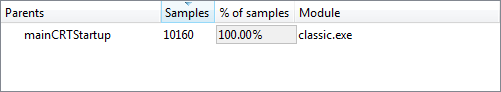 Parents Samples % of samples Module
mainCRTStartup 10160 100.00% classic.exe